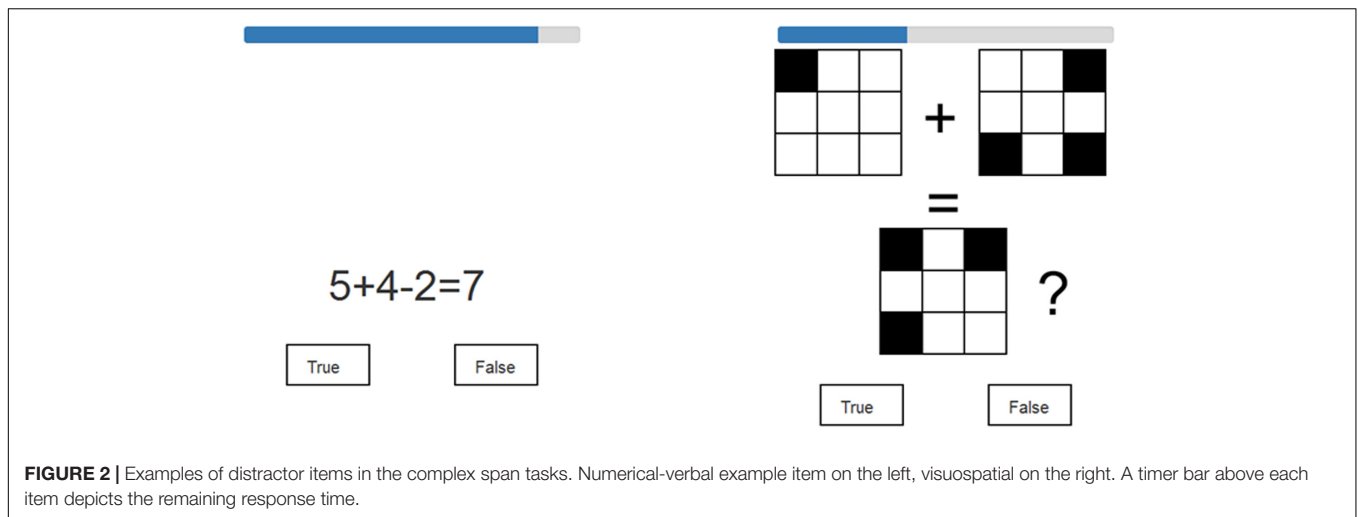 +
=
5+4-2=7
?
True
False
True
False
FIGURE 2 | Examples of distractor items in the complex span tasks. Numerical-verbal example item on the left, visuospatial on the right. A timer bar above each
item depicts the remaining response time.